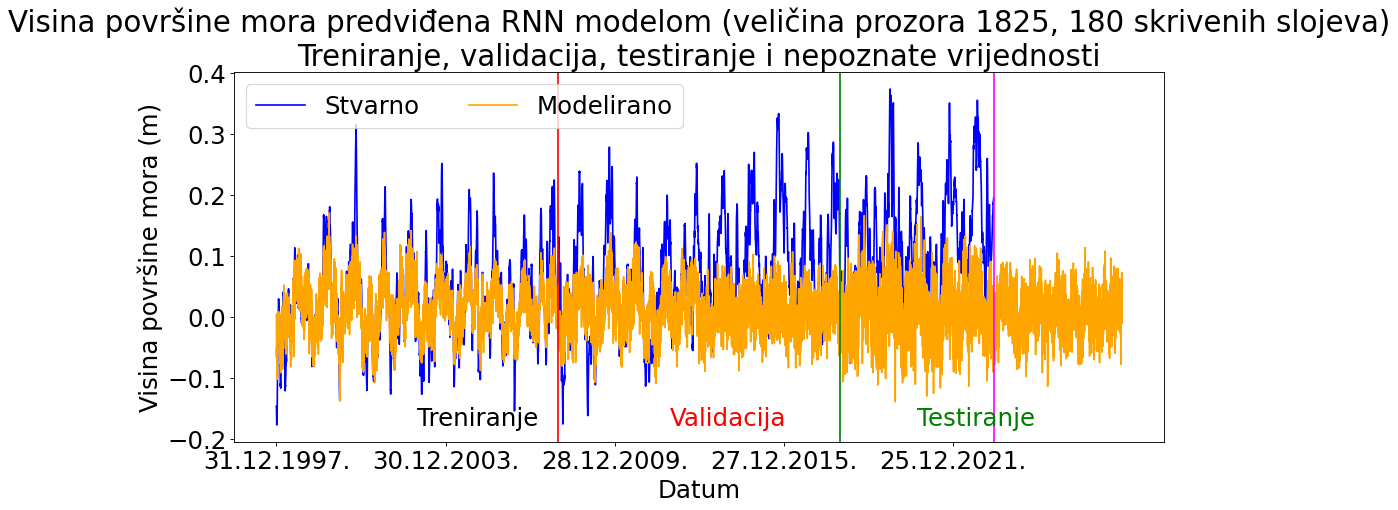 Visina površine mora predviđena RNN modelom (veličina prozora 1825, 180 skrivenih slojeva)
Treniranje, validacija, testiranje i nepoznate vrijednosti
Stvarno
Modelirano
Visina površine mora (m)
0.4
0.3
0.2
0.1
0.0
−0.1
−0.2
Treniranje
Validacija
Testiranje
31.12.1997.
30.12.2003.
28.12.2009.
27.12.2015.
25.12.2021.
Datum